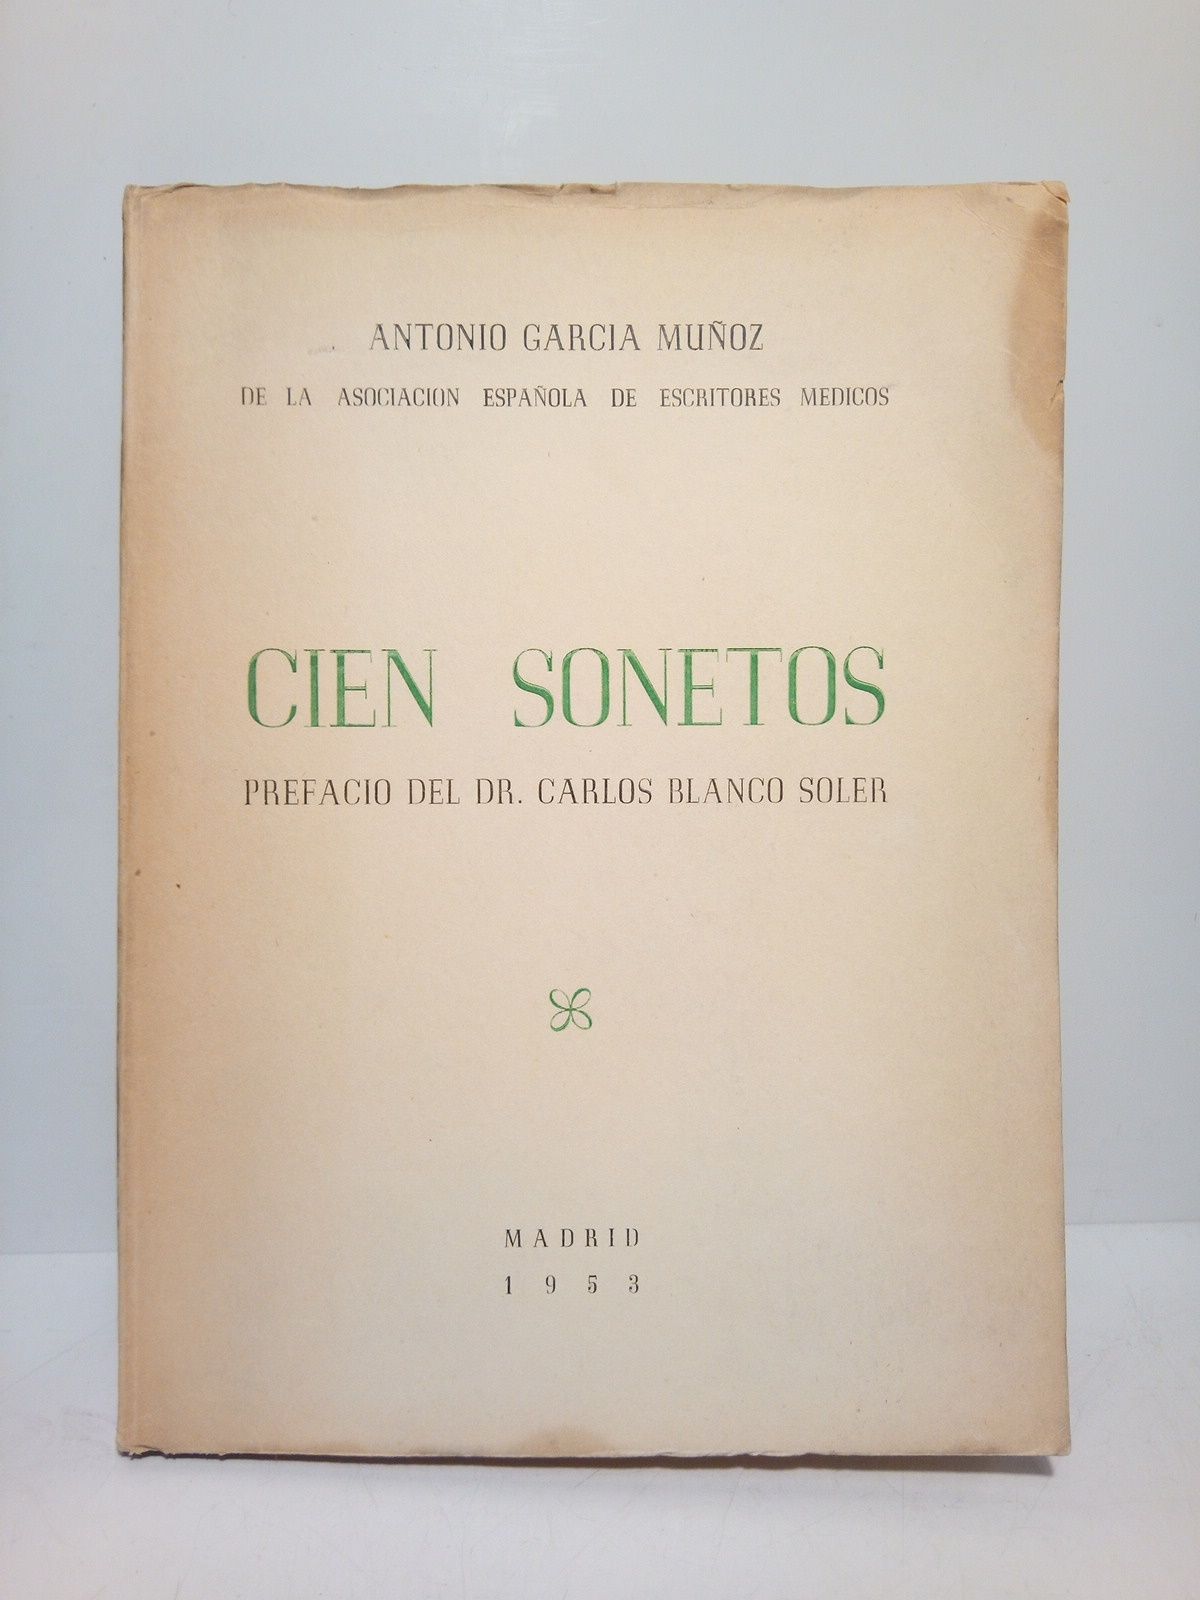 ANTONIO GARCIA MUÑOZ
DE LA ASOCIACION ESPAÑOLA DE ESCRITORES MEDICOS
CIEN SONETOS
PREFACIO DEL DR. CARLOS BLANCO SOLER
MADRID
1953